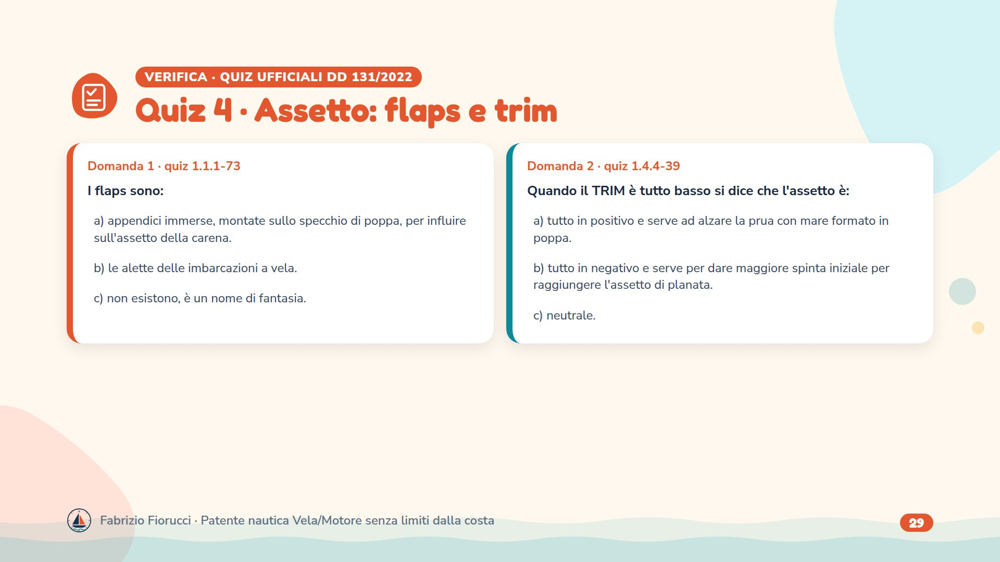 VERIFICA · QUIZ UFFICIALI DD 131/2022
Quiz 4 · Assetto: flaps e trim
Domanda 1 · quiz 1.1.1-73
I flaps sono:
a) appendici immerse, montate sullo specchio di poppa, per influire
sull'assetto della carena.
b) le alette delle imbarcazioni a vela.
c) non esistono, è un nome di fantasia.
Domanda 2 · quiz 1.4.4-39
Quando il TRIM è tutto basso si dice che l'assetto è:
a) tutto in positivo e serve ad alzare la prua con mare formato in
poppa.
b) tutto in negativo e serve per dare maggiore spinta iniziale per
raggiungere l'assetto di planata.
c) neutrale.
Fabrizio Fiorucci · Patente nautica Vela/Motore senza limiti dalla costa
29